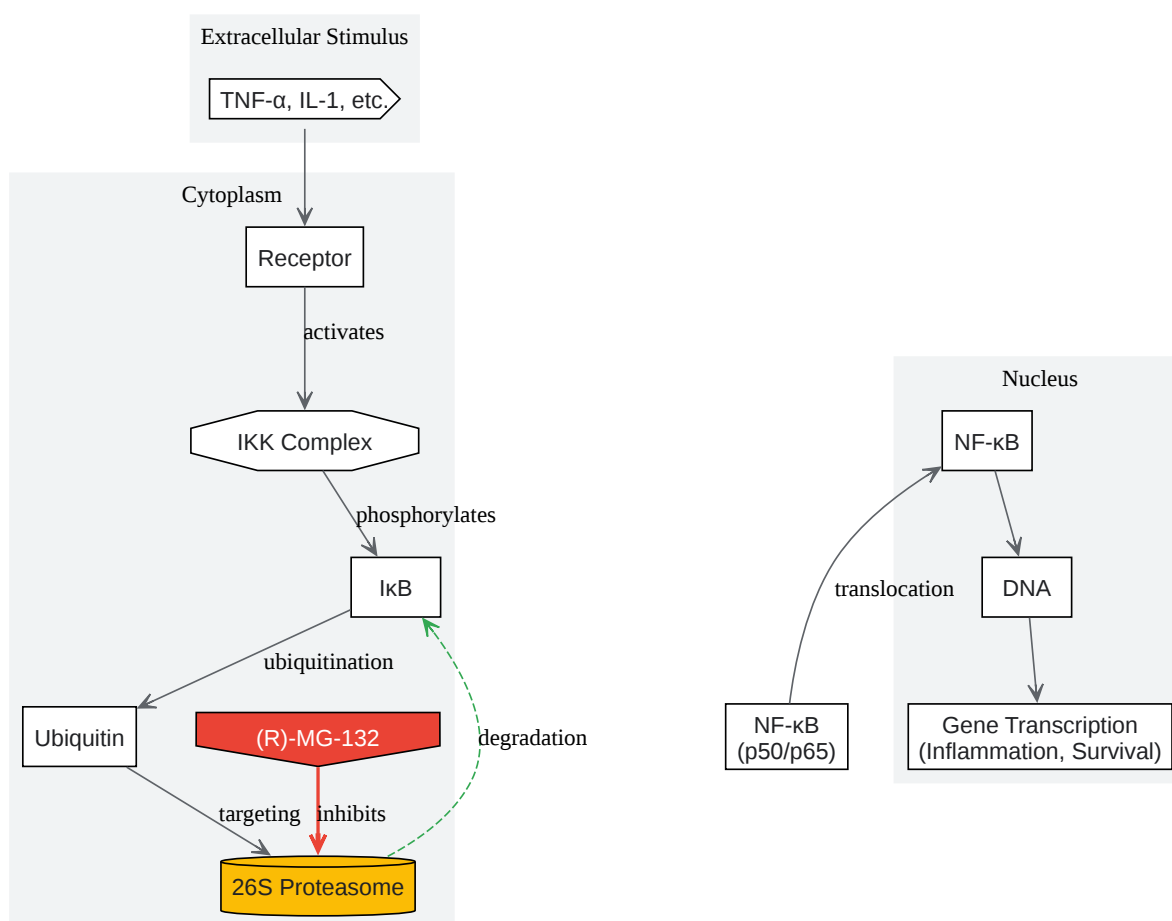 Extracellular Stimulus
TNF-α, IL-1, etc.
Cytoplasm
Receptor
activates
IKK Complex
phosphorylates
IκB
ubiquitination
Ubiquitin
(R)-MG-132
degradation
targeting
inhibits
26S Proteasome
Nucleus
NF-κB
translocation
DNA
NF-κB
(p50/p65)
Gene Transcription
(Inflammation, Survival)